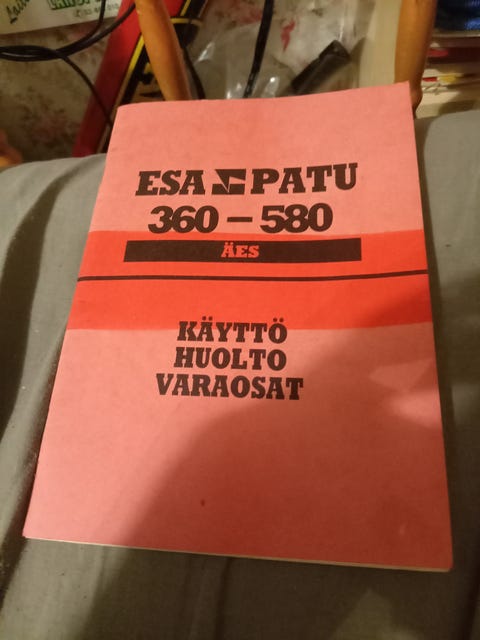 ESA PATU
360 – 580
ÄES
KÄYTTÖ
HUOLTO
VARAOSAT